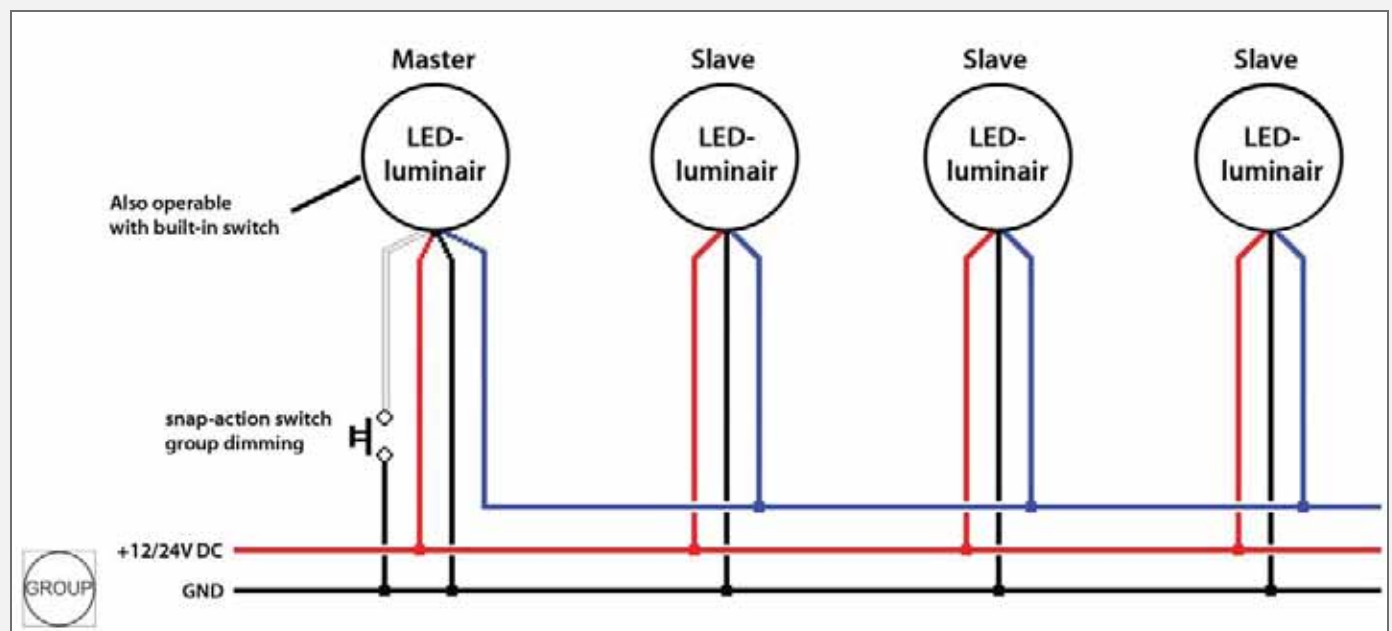 Master
Slave
Slave
Slave
LED-
luminair
LED-
luminair
LED-
luminair
LED-
luminair
Also operable
with built-in switch
snap-action switch
group dimming
+12/24V DC
GND
GROUP